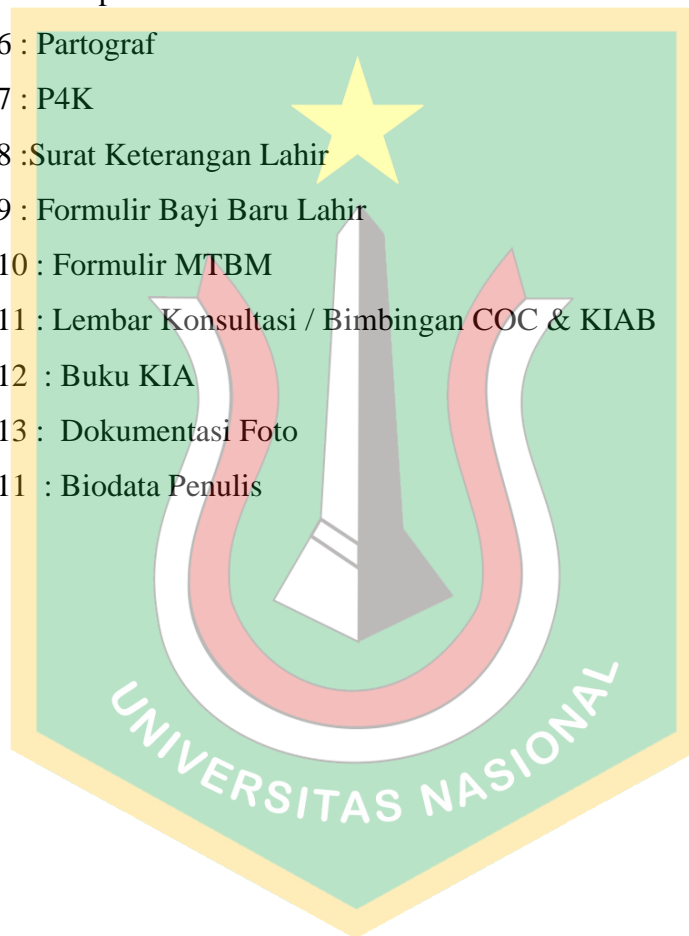 6 : Partograf
7 : P4K
8 :Surat Keterangan Lahir
9 : Formulir Bayi Baru Lahir
10 : Formulir MTBM
11 : Lembar Konsultasi / Bimbingan COC & KIAB
12 : Buku KIA
13 : Dokumentasi Foto
11 : Biodata Penulis
UNIVERSITAS NASIONAL